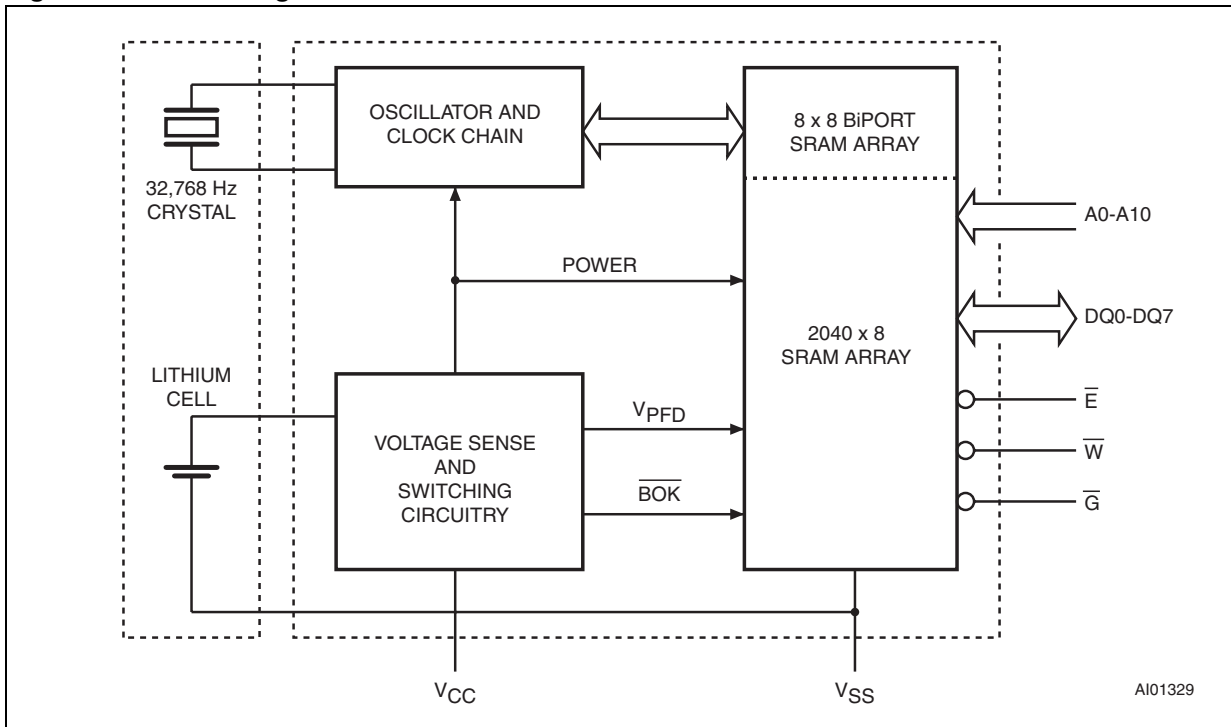 OSCILLATOR AND
CLOCK CHAIN
8 x 8 BiPORT
SRAM ARRAY
32,768 Hz
CRYSTAL
A0-A10
POWER
DQ0-DQ7
2040 x 8
SRAM ARRAY
LITHIUM
CELL
VPFD
E̅
VOLTAGE SENSE
AND
SWITCHING
CIRCUITRY
W̅
B̅O̅K̅
G̅
VCC
VSS
AI01329